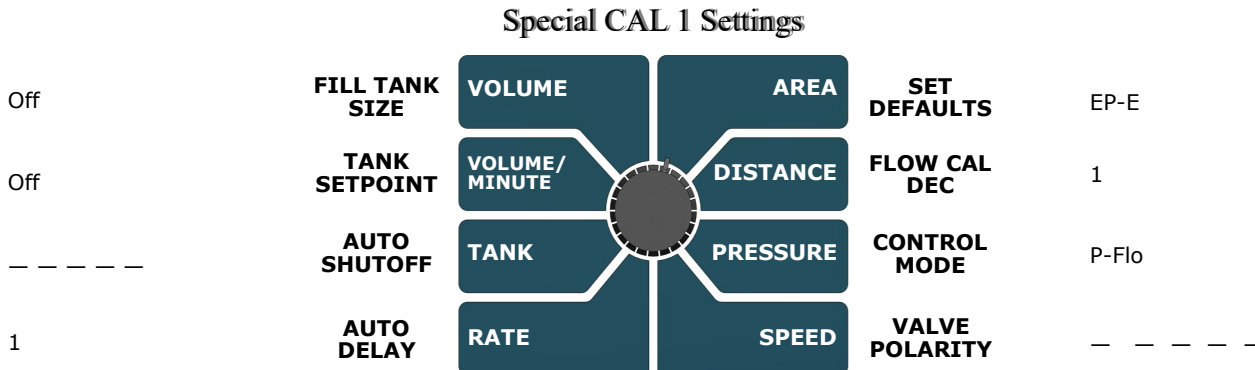 Special CAL 1 Settings
Off
FILL TANK
SIZE
VOLUME
AREA
SET
DEFAULTS
EP-E
Off
TANK
SETPOINT
VOLUME/
MINUTE
DISTANCE
FLOW CAL
DEC
1
_ _ _ _ _
AUTO
SHUTOFF
TANK
PRESSURE
CONTROL
MODE
P-Flo
1
AUTO
DELAY
RATE
SPEED
VALVE
POLARITY
_ _ _ _ _